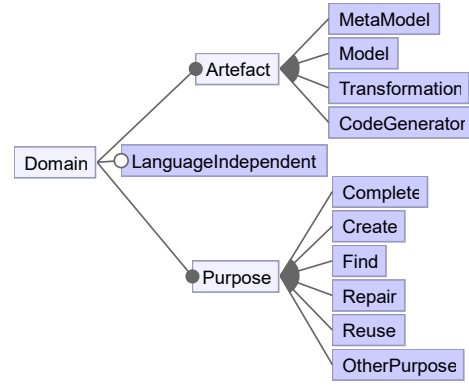 MetaModel
Model
Artefact
Transformation
CodeGenerator
Domain
LanguageIndependent
Complete
Create
Find
Purpose
Repair
Reuse
OtherPurpose